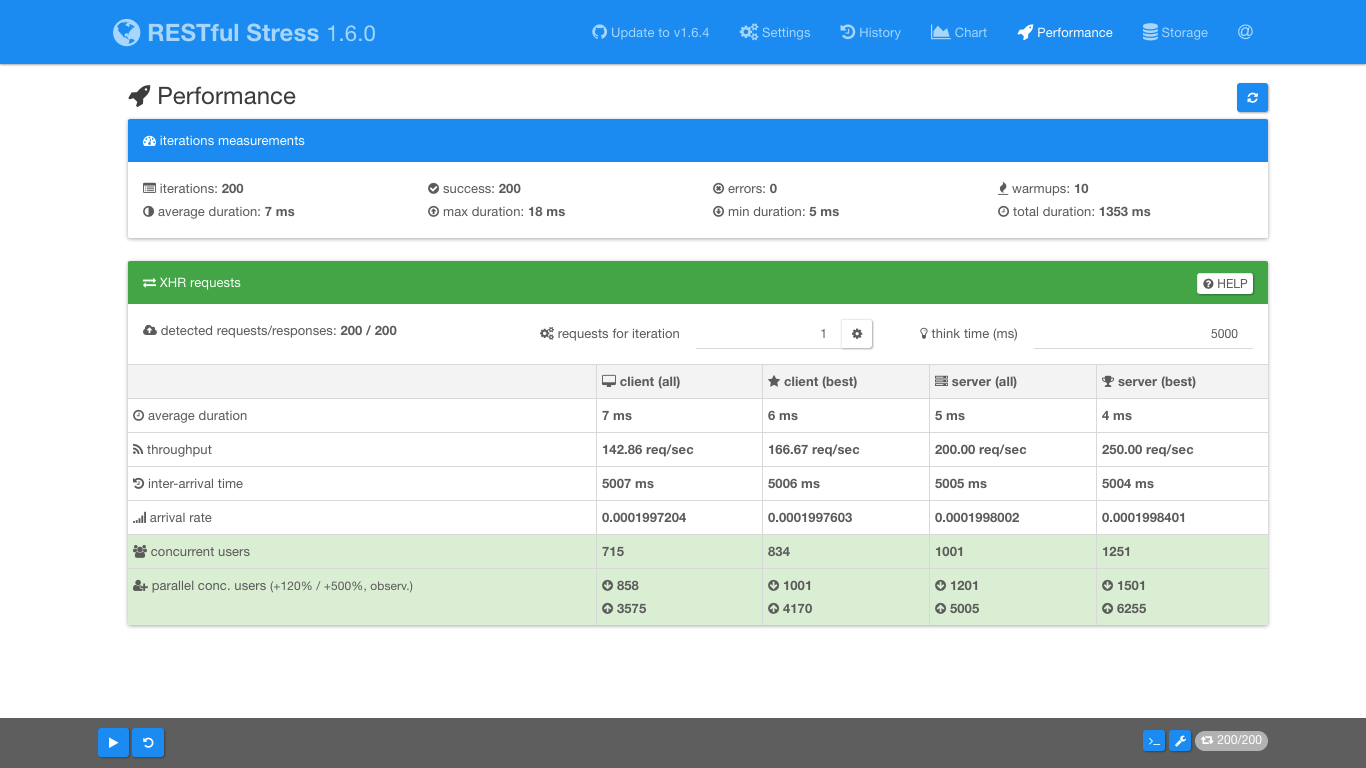 RESTful Stress 1.6.0
Update to v1.6.4 Settings History Chart Performance Storage @
Performance
iterations measurements
iterations: 200 success: 200 errors: 0 warmups: 10
average duration: 7 ms max duration: 18 ms min duration: 5 ms total duration: 1353 ms
XHR requests HELP
detected requests/responses: 200 / 200 requests for iteration 1 think time (ms) 5000
client (all) client (best) server (all) server (best)
average duration 7 ms 6 ms 5 ms 4 ms
throughput 142.86 req/sec 166.67 req/sec 200.00 req/sec 250.00 req/sec
inter-arrival time 5007 ms 5006 ms 5005 ms 5004 ms
arrival rate 0.0001997204 0.0001997603 0.0001998002 0.0001998401
concurrent users 715 834 1001 1251
parallel conc. users (+120% / +500%, observ.) 858 1001 1201 1501
3575 4170 5005 6255
200/200